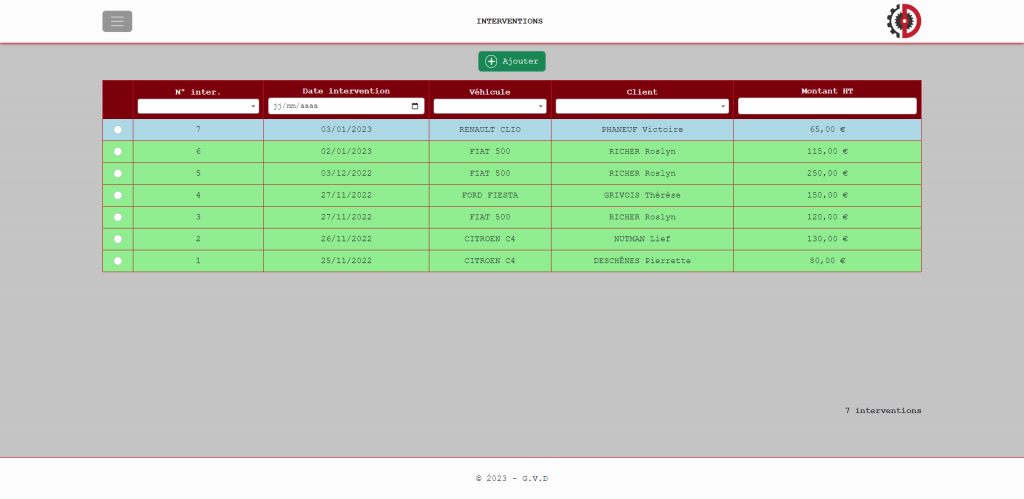 INTERVENTIONS
Ajouter
N° inter. Date intervention Véhicule Client Montant HT
jj/mm/aaaa
7 03/01/2023 RENAULT CLIO PHANEUF Victoire 65,00 €
6 02/01/2023 FIAT 500 RICHER Roslyn 115,00 €
5 03/12/2022 FIAT 500 RICHER Roslyn 250,00 €
4 27/11/2022 FORD FIESTA GRIVOIS Thérèse 150,00 €
3 27/11/2022 FIAT 500 RICHER Roslyn 120,00 €
2 26/11/2022 CITROEN C4 NUTMAN Lief 130,00 €
1 25/11/2022 CITROEN C4 DESCHÊNES Pierrette 80,00 €
7 interventions
© 2023 - G.V.D